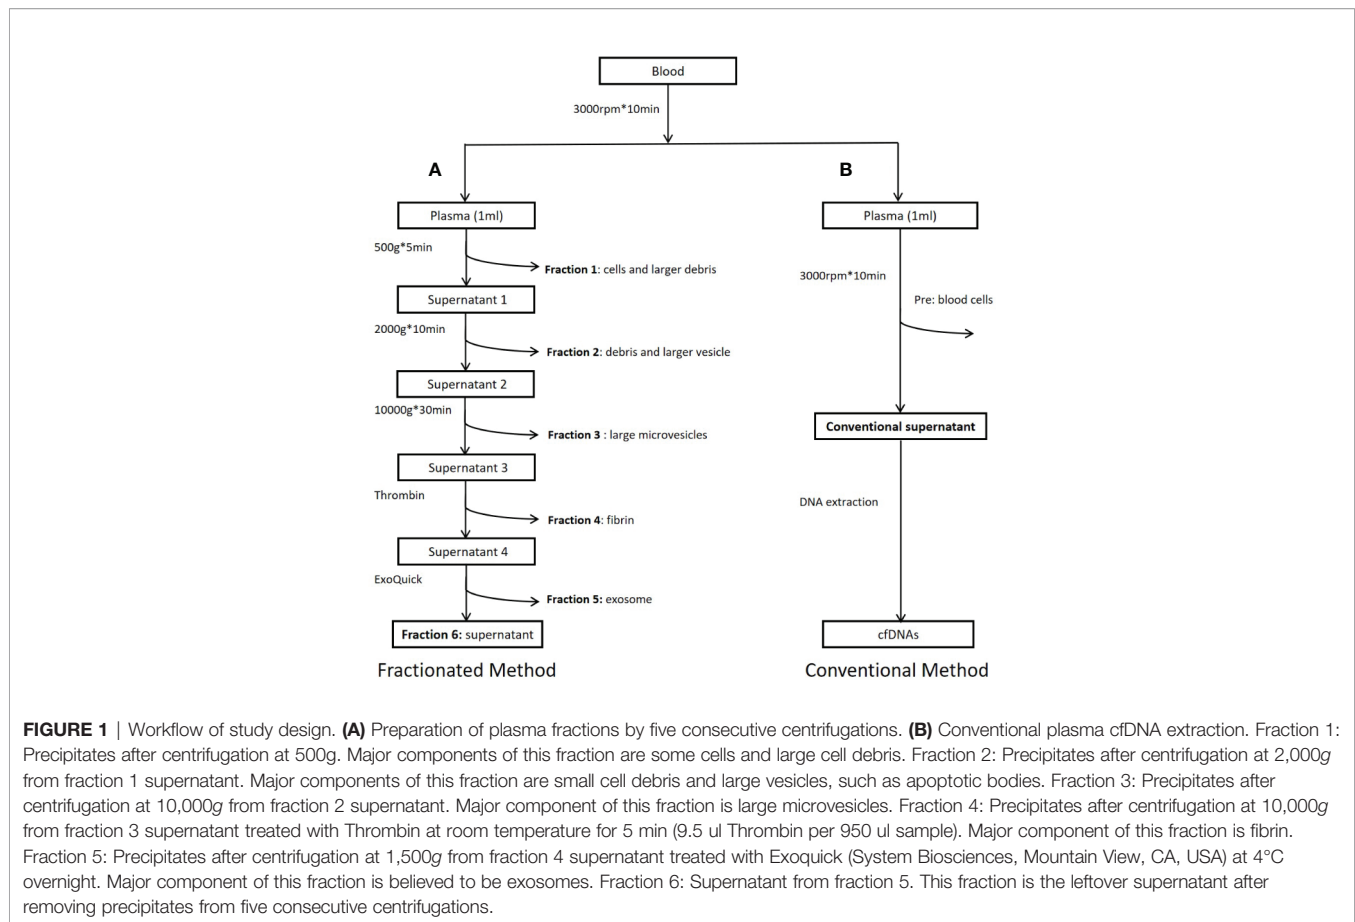 Blood
3000rpm*10min
A
B
Plasma (1ml)
Plasma (1ml)
500g*5min
Fraction 1: cells and larger debris
3000rpm*10min
Supernatant 1
Pre: blood cells
2000g*10min
Fraction 2: debris and larger vesicle
Supernatant 2
10000g*30min
Conventional supernatant
Fraction 3 : large microvesicles
Supernatant 3
Thrombin
DNA extraction
Fraction 4: fibrin
Supernatant 4
ExoQuick
Fraction 5: exosome
Fraction 6: supernatant
cfDNAs
Fractionated Method
Conventional Method
FIGURE 1 | Workflow of study design. (A) Preparation of plasma fractions by five consecutive centrifugations. (B) Conventional plasma cfDNA extraction. Fraction 1:
Precipitates after centrifugation at 500g. Major components of this fraction are some cells and large cell debris. Fraction 2: Precipitates after centrifugation at 2,000g
from fraction 1 supernatant. Major components of this fraction are small cell debris and large vesicles, such as apoptotic bodies. Fraction 3: Precipitates after
centrifugation at 10,000g from fraction 2 supernatant. Major component of this fraction is large microvesicles. Fraction 4: Precipitates after centrifugation at 10,000g
from fraction 3 supernatant treated with Thrombin at room temperature for 5 min (9.5 ul Thrombin per 950 ul sample). Major component of this fraction is fibrin.
Fraction 5: Precipitates after centrifugation at 1,500g from fraction 4 supernatant treated with Exoquick (System Biosciences, Mountain View, CA, USA) at 4°C
overnight. Major component of this fraction is believed to be exosomes. Fraction 6: Supernatant from fraction 5. This fraction is the leftover supernatant after
removing precipitates from five consecutive centrifugations.